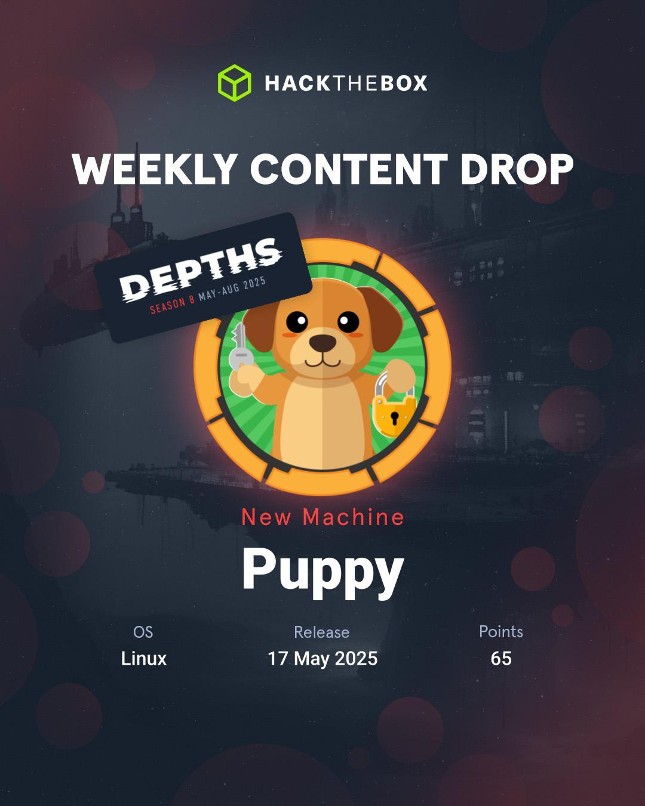 HACKTHEBOX
WEEKLY CONTENT DROP
DEPTHS
SEASON 8 MAY-AUG 2025
New Machine
Puppy
OS Release Points
Linux 17 May 2025 65